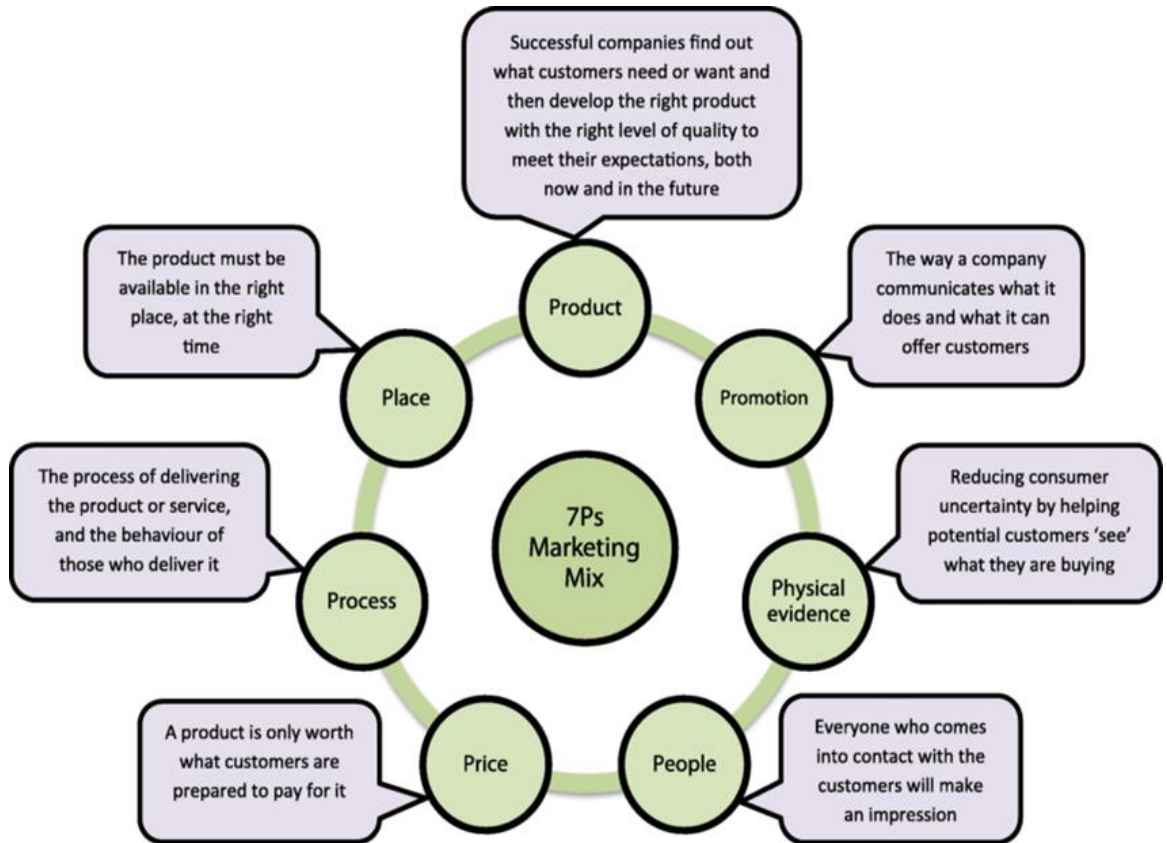 Successful companies find out
what customers need or want and
then develop the right product
with the right level of quality to
meet their expectations, both
now and in the future
Product
The way a company
communicates what it
does and what it can
offer customers
Promotion
Reducing consumer
uncertainty by helping
potential customers ‘see’
what they are buying
Physical
evidence
Everyone who comes
into contact with the
customers will make
an impression
People
A product is only worth
what customers are
prepared to pay for it
Price
The process of delivering
the product or service,
and the behaviour of
those who deliver it
Process
The product must be
available in the right
place, at the right
time
Place
7Ps
Marketing
Mix